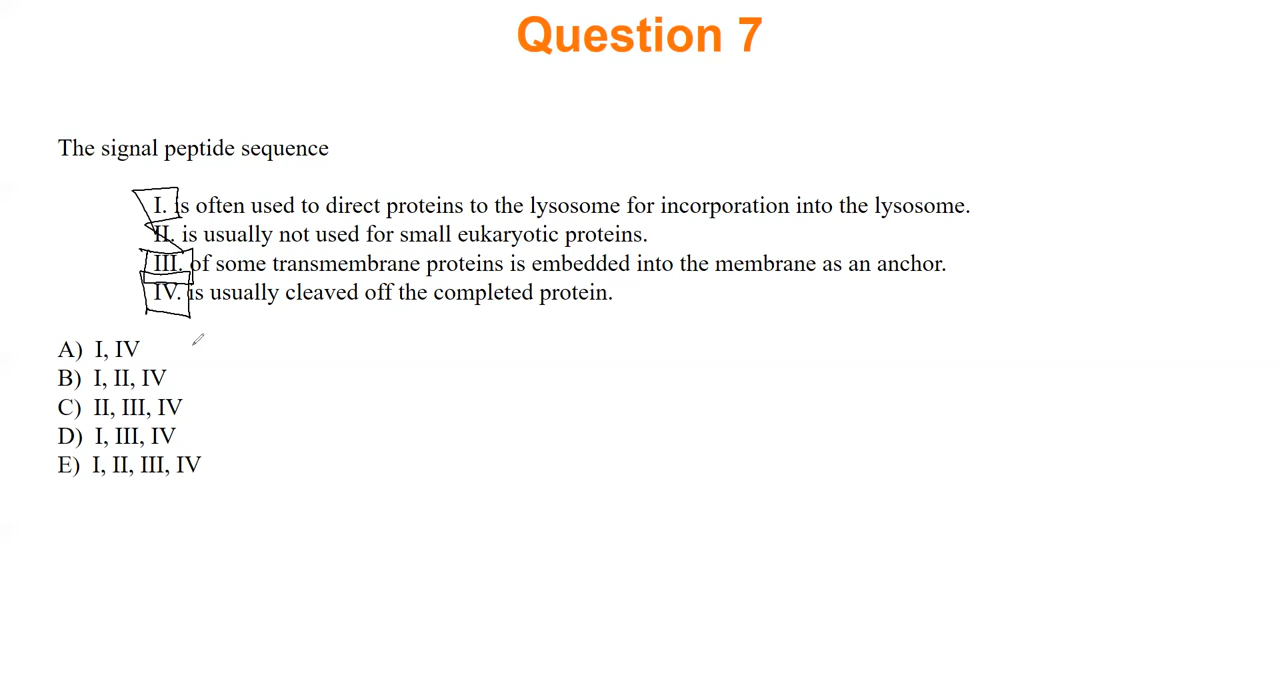 Question 7
The signal peptide sequence
I. is often used to direct proteins to the lysosome for incorporation into the lysosome.
II. is usually not used for small eukaryotic proteins.
III. of some transmembrane proteins is embedded into the membrane as an anchor.
IV. is usually cleaved off the completed protein.
A) I, IV
B) I, II, IV
C) II, III, IV
D) I, III, IV
E) I, II, III, IV